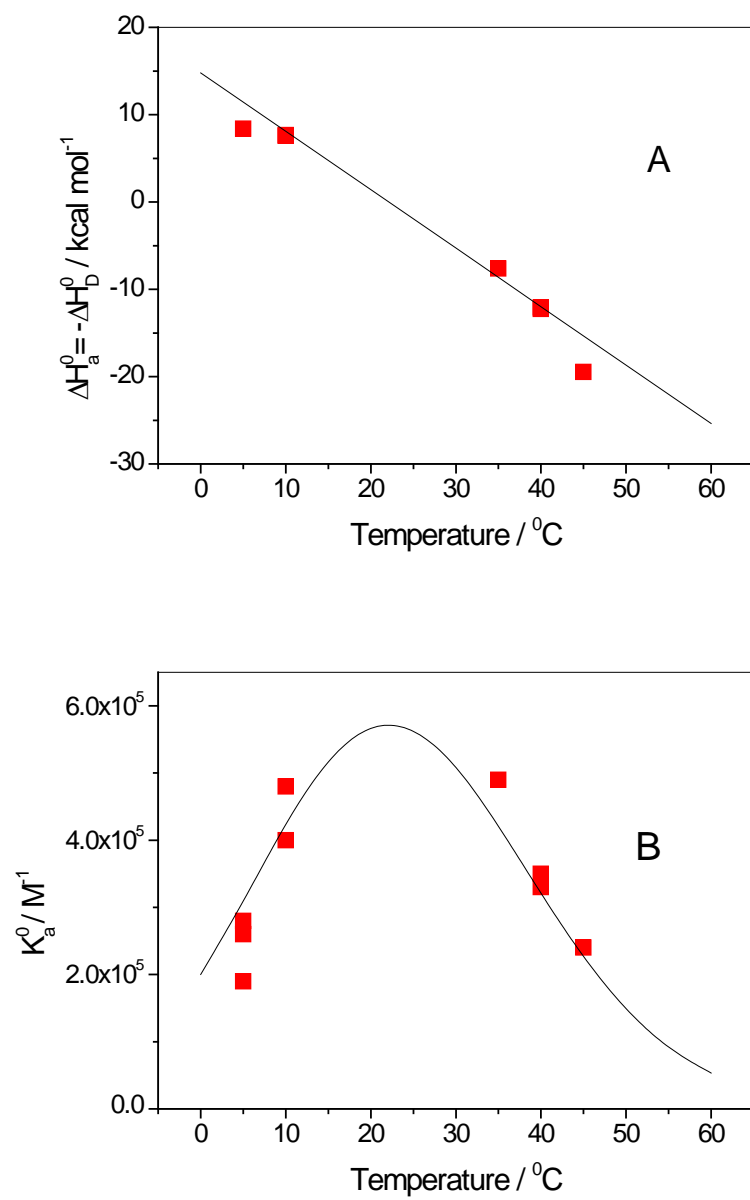 20
10
0
-10
-20
-30
ΔH⁰ₐ = -ΔH⁰_D / kcal mol⁻¹
A
0 10 20 30 40 50 60
Temperature / ⁰C
6.0x10⁵
4.0x10⁵
2.0x10⁵
0.0
K⁰ₐ / M⁻¹
B
0 10 20 30 40 50 60
Temperature / ⁰C